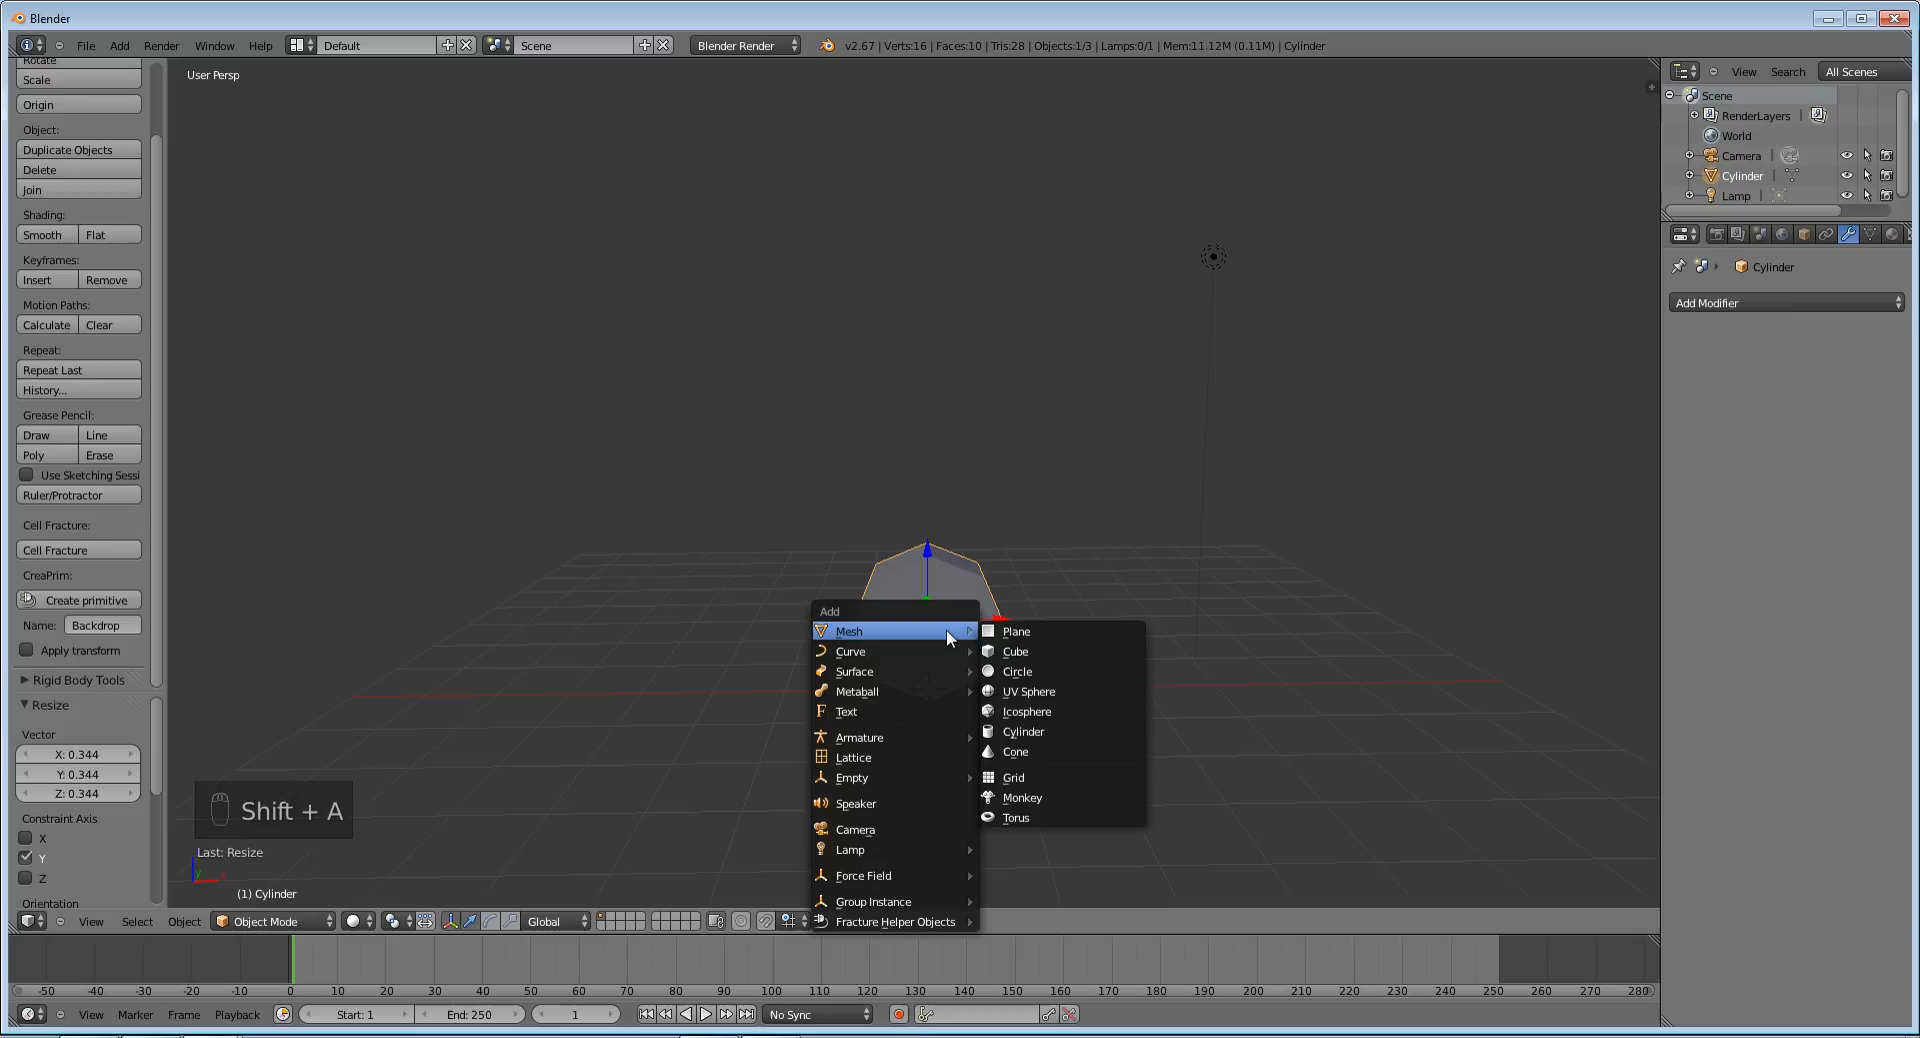 Blender
File Add Render Window Help Default Scene Blender Render v2.67 | Verts:16 | Faces:10 | Tris:28 | Objects:1/3 | Lamps:0/1 | Mem:11.12M (0.11M) | Cylinder
Rotate
Scale
Origin
Object:
Duplicate Objects
Delete
Join
Shading:
Smooth Flat
Keyframes:
Insert Remove
Motion Paths:
Calculate Clear
Repeat:
Repeat Last
History...
Grease Pencil:
Draw Line
Poly Erase
Use Sketching Sessi
Ruler/Protractor
Cell Fracture:
Cell Fracture
CreaPrim:
Create primitive
Name: Backdrop
Apply transform
Rigid Body Tools
Resize
Vector
X: 0.344
Y: 0.344
Z: 0.344
Constraint Axis
X
Y
Z
Orientation
User Persp
Shift + A
Last: Resize
y x
(1) Cylinder
Add
Mesh
Curve
Surface
Metaball
Text
Armature
Lattice
Empty
Speaker
Camera
Lamp
Force Field
Group Instance
Fracture Helper Objects
Plane
Cube
Circle
UV Sphere
Icosphere
Cylinder
Cone
Grid
Monkey
Torus
View Search All Scenes
Scene
RenderLayers |
World
Camera |
Cylinder |
Lamp |
Cylinder
Add Modifier
View Select Object Object Mode Global
-50 -40 -30 -20 -10 0 10 20 30 40 50 60 70 80 90 100 110 120 130 140 150 160 170 180 190 200 210 220 230 240 250 260 270 280
View Marker Frame Playback Start: 1 End: 250 1 No Sync